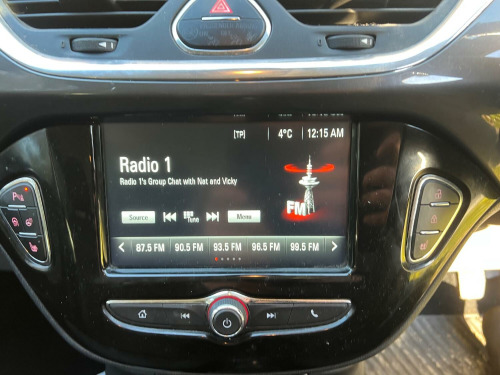 [TP] 4°C 12:15 AM
Radio 1
Radio 1's Group Chat with Nat and Vicky
FM
Source Tune Menu
87.5 FM 90.5 FM 93.5 FM 96.5 FM 99.5 FM